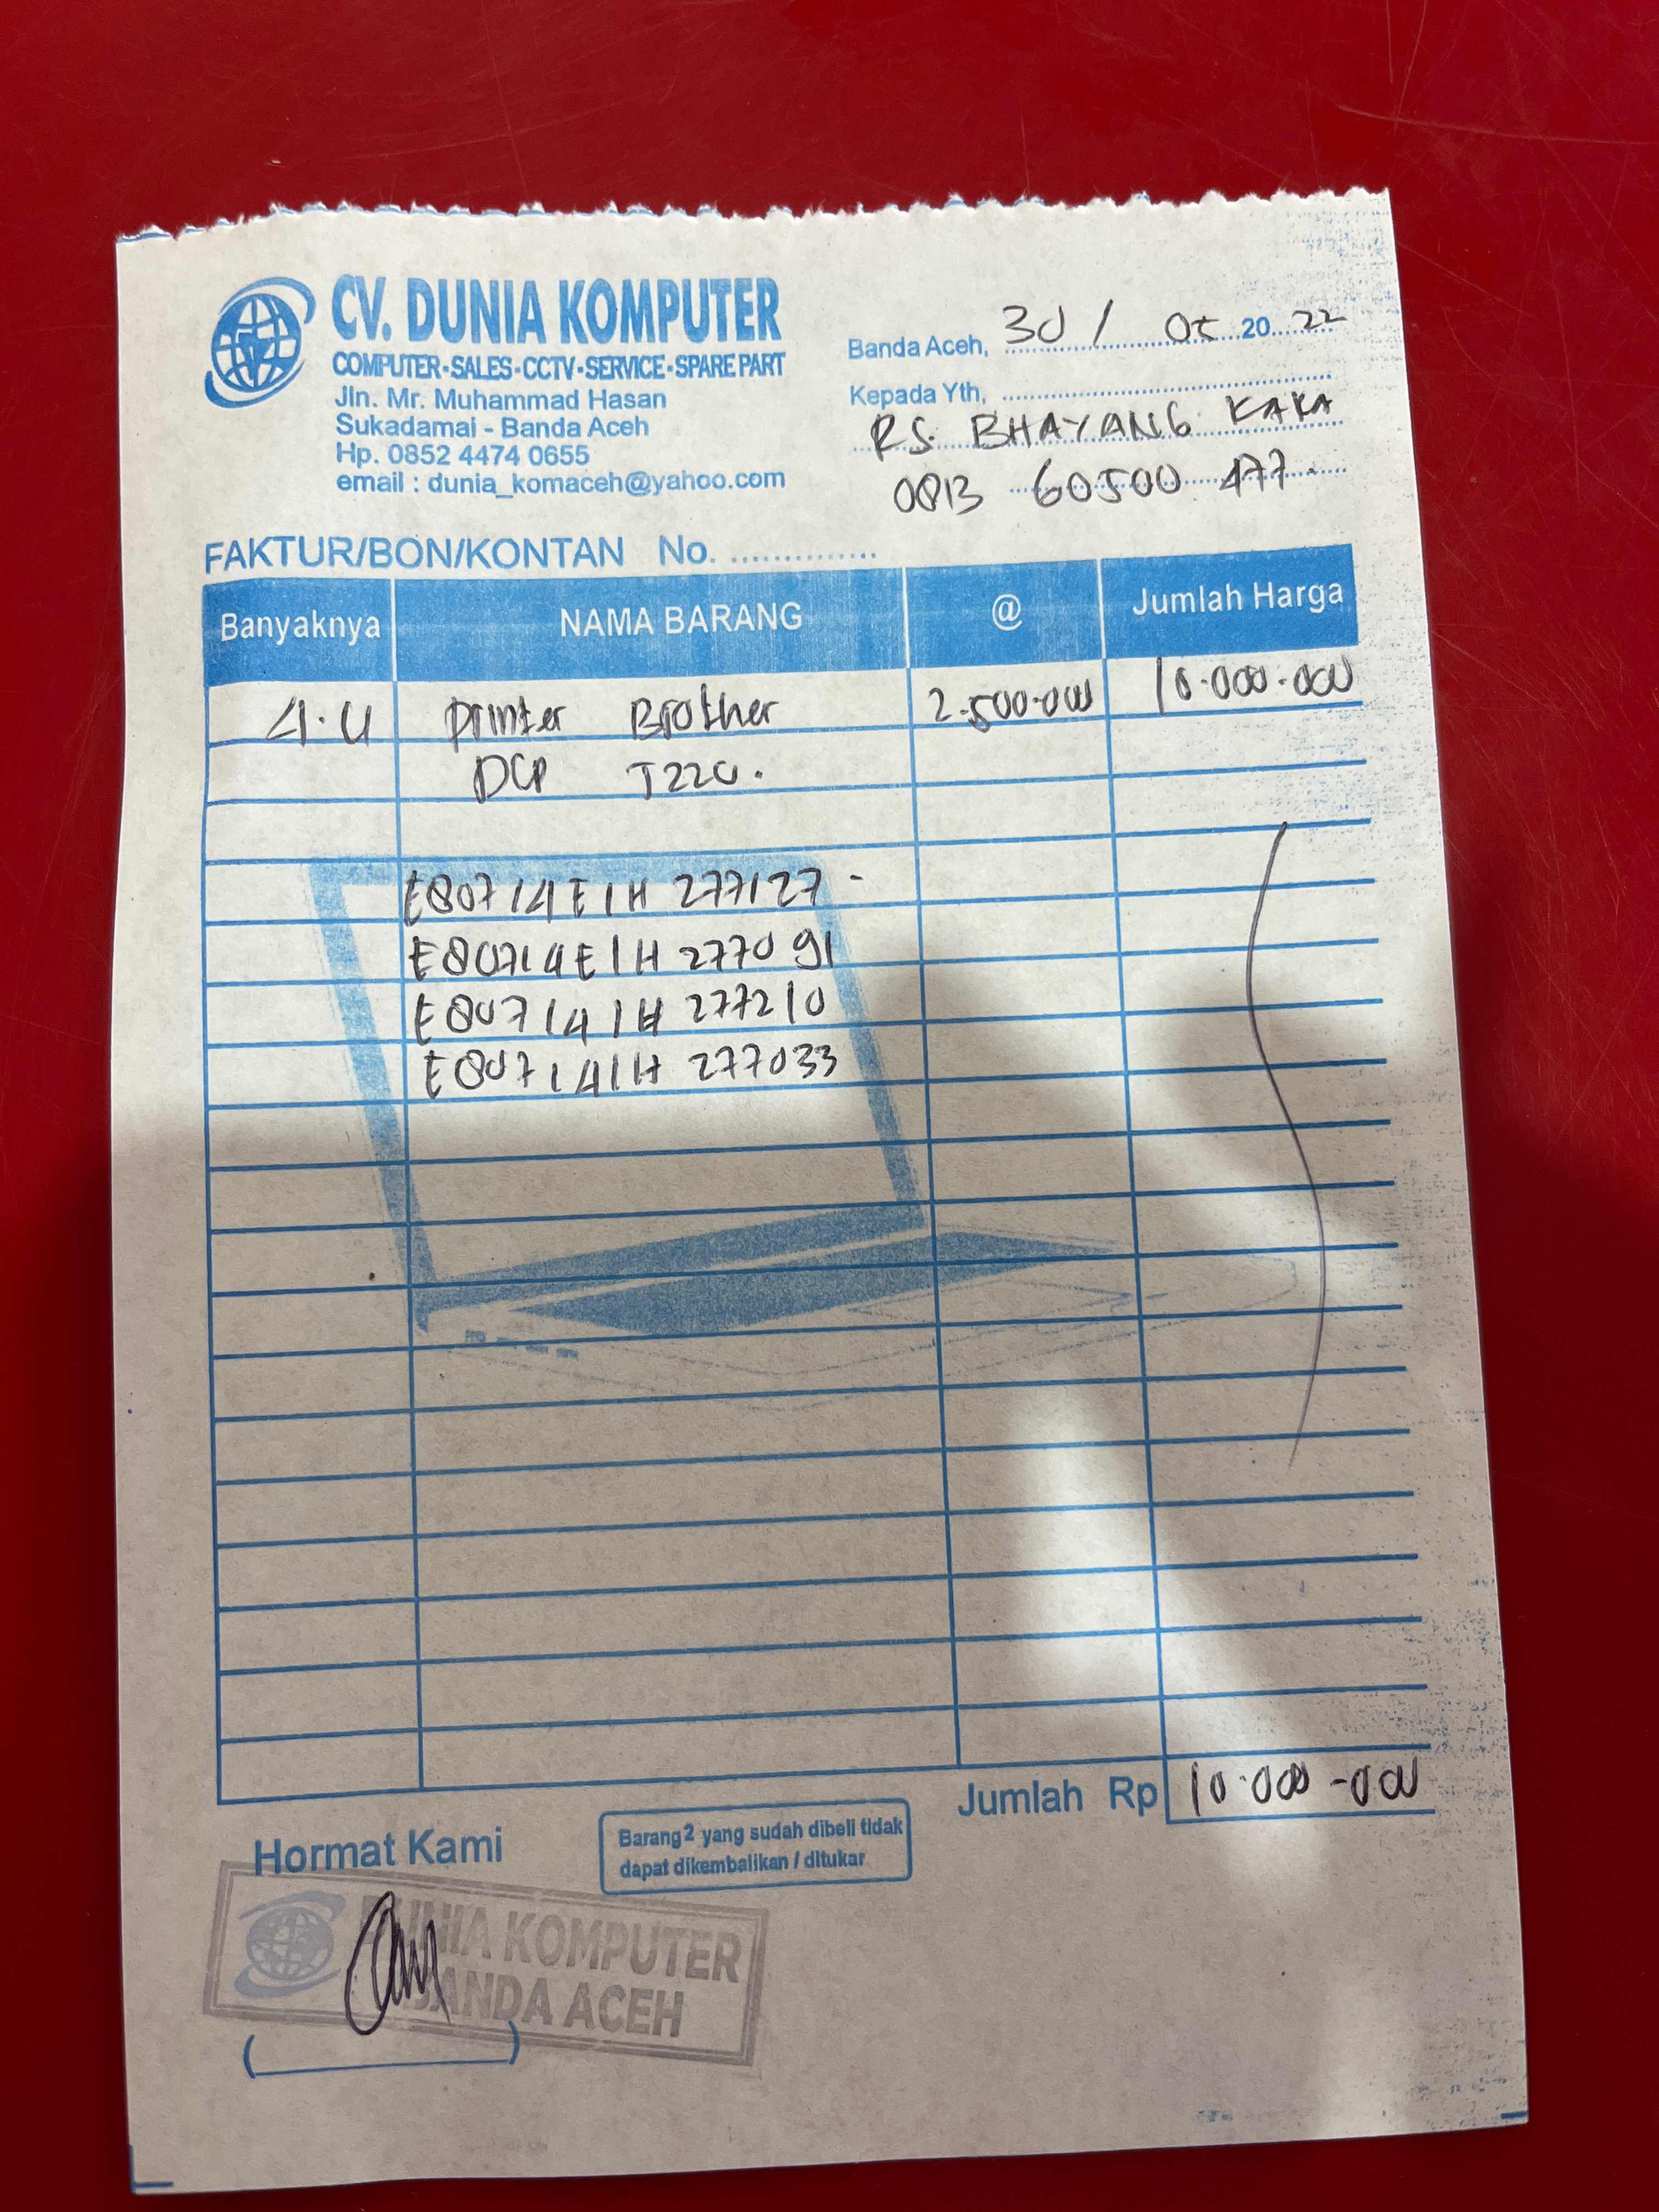 CV. DUNIA KOMPUTER
COMPUTER-SALES-CCTV-SERVICE-SPARE PART
Jln. Mr. Muhammad Hasan
Sukadamai - Banda Aceh
Hp. 0852 4474 0655
email : dunia_komaceh@yahoo.com
Banda Aceh, 30 / 05 20 22
Kepada Yth,
RS. BHAYANG KARA
0813 60500 477
FAKTUR/BON/KONTAN No.
Banyaknya NAMA BARANG @ Jumlah Harga
4.U Printer Brother 2.500.000 10.000.000
DCP T220.
E80714E1H 277127 -
E80714E1H 277091
E807141H 277210
E807141H 277033
Jumlah Rp 10.000-000
Hormat Kami
Barang2 yang sudah dibeli tidak
dapat dikembalikan / ditukar
DUNIA KOMPUTER
BANDA ACEH